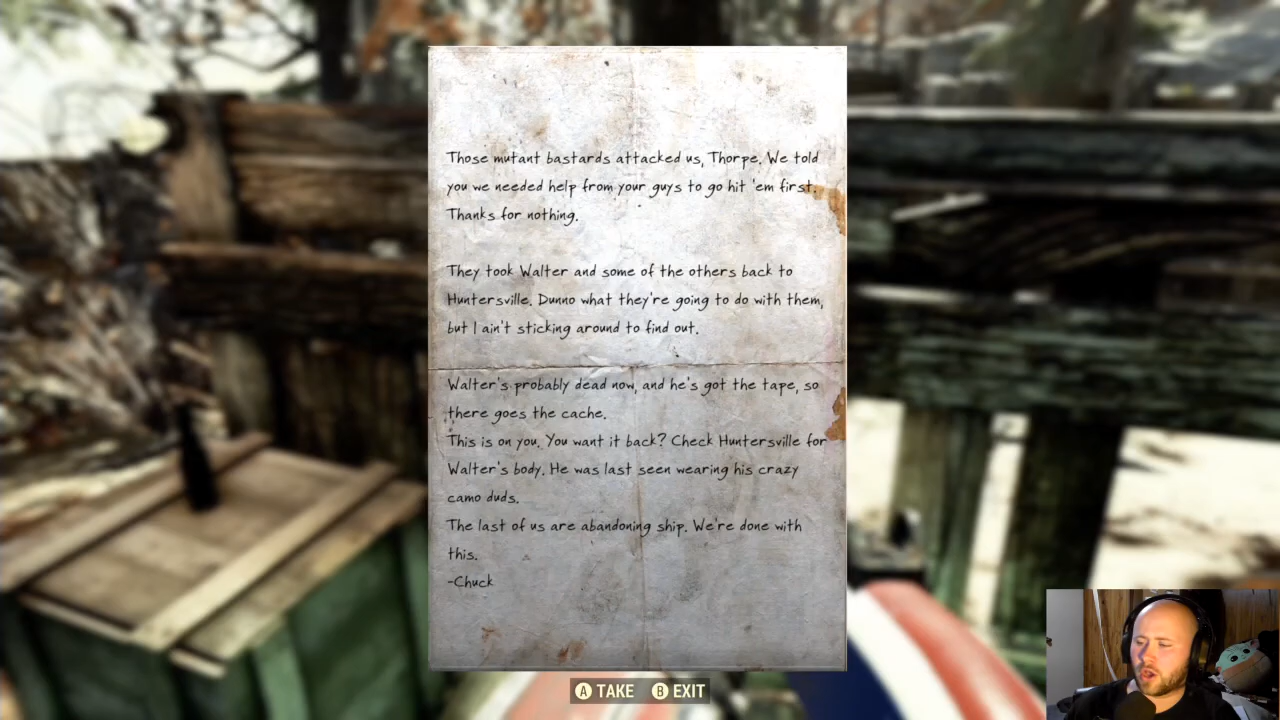 Those mutant bastards attacked us, Thorpe. We told
you we needed help from your guys to go hit 'em first.
Thanks for nothing.
They took Walter and some of the others back to
Huntersville. Dunno what they're going to do with them,
but I ain't sticking around to find out.
Walter's probably dead now, and he's got the tape, so
there goes the cache.
This is on you. You want it back? Check Huntersville for
Walter's body. He was last seen wearing his crazy
camo duds.
The last of us are abandoning ship. We're done with
this.
-Chuck
A TAKE B EXIT